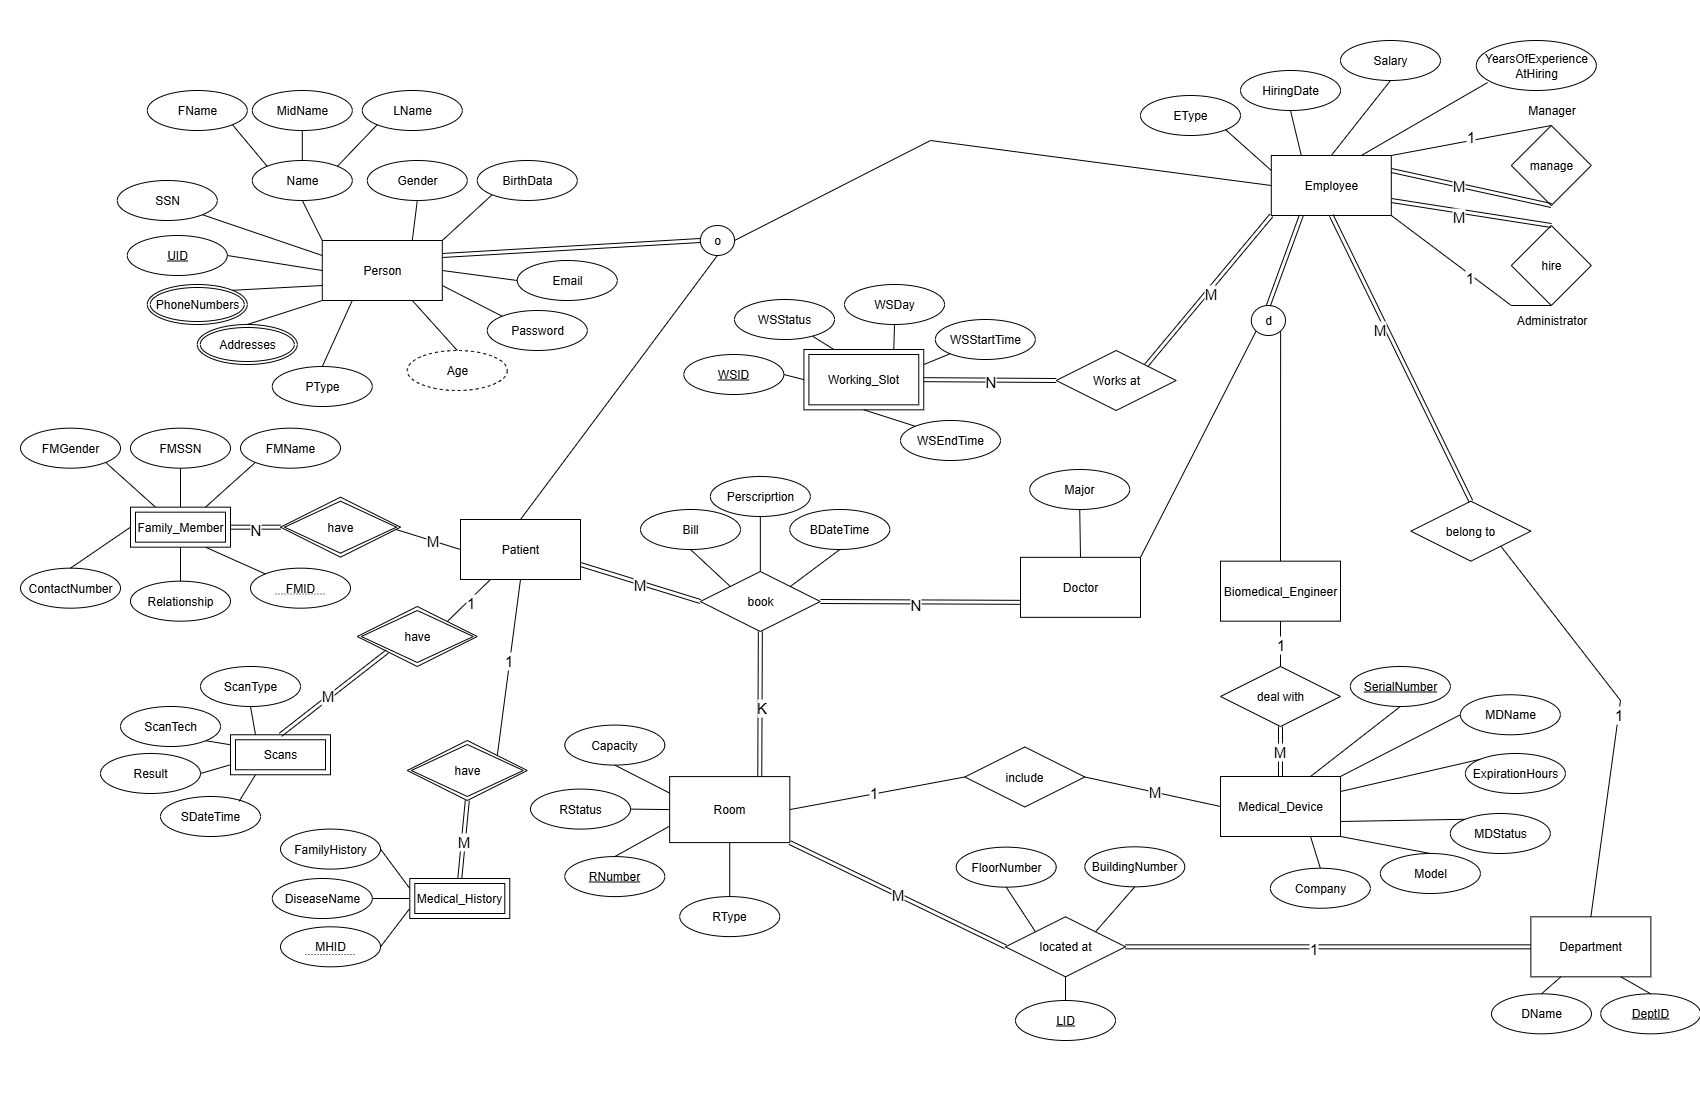 Salary
YearsOfExperience
AtHiring
HiringDate
EType
Manager
FName
MidName
LName
manage
Name
Gender
BirthData
Employee
SSN
1
M
M
1
UID
o
Person
hire
Email
PhoneNumbers
Administrator
Password
Addresses
Age
PType
WSStatus
WSDay
WSStartTime
WSID
Working_Slot
WSEndTime
N
Works at
M
d
M
FMGender
FMSSN
FMName
Family_Member
N
have
M
Patient
ContactNumber
Relationship
FMID
Bill
Perscriprtion
BDateTime
M
book
N
K
Major
Doctor
Biomedical_Engineer
belong to
1
1
have
M
1
ScanType
ScanTech
Scans
Result
SDateTime
have
M
FamilyHistory
DiseaseName
Medical_History
MHID
Capacity
RStatus
Room
RNumber
RType
1
include
M
deal with
M
SerialNumber
MDName
ExpirationHours
Medical_Device
MDStatus
Model
Company
1
M
FloorNumber
BuildingNumber
located at
1
LID
Department
DName
DeptID